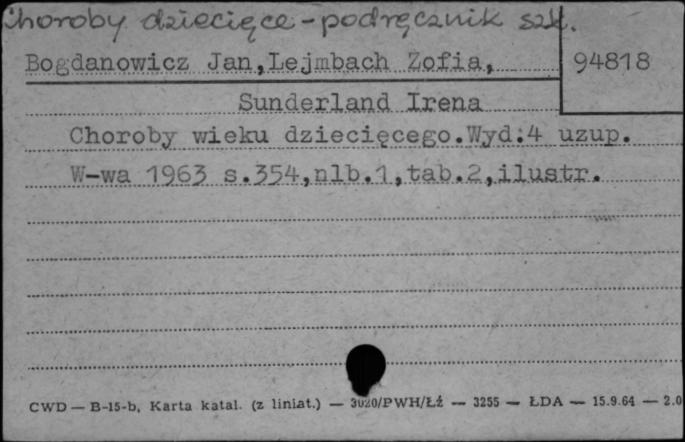 Choroby dziecięce - podręcznik szk.
Bogdanowicz Jan,Lejmbach Zofia,
94818
Sunderland Irena
Choroby wieku dziecięcego.Wyd:4 uzup.
W-wa 1963 s.354,nlb.1,tab.2,ilustr.
CWD — B-15-b, Karta katal. (z liniat.) — 3020/PWH/Łź — 3255 — ŁDA — 15.9.64 — 2.0